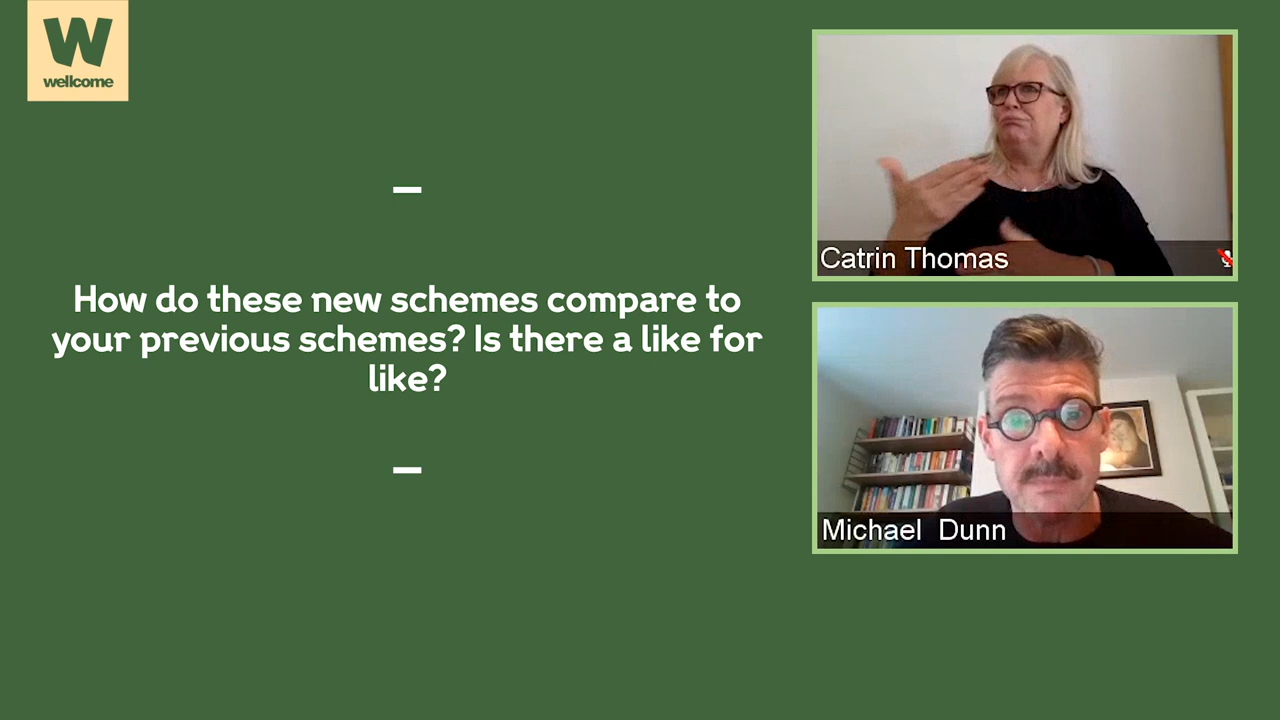 W
wellcome
How do these new schemes compare to
your previous schemes? Is there a like for
like?
Catrin Thomas
Michael Dunn